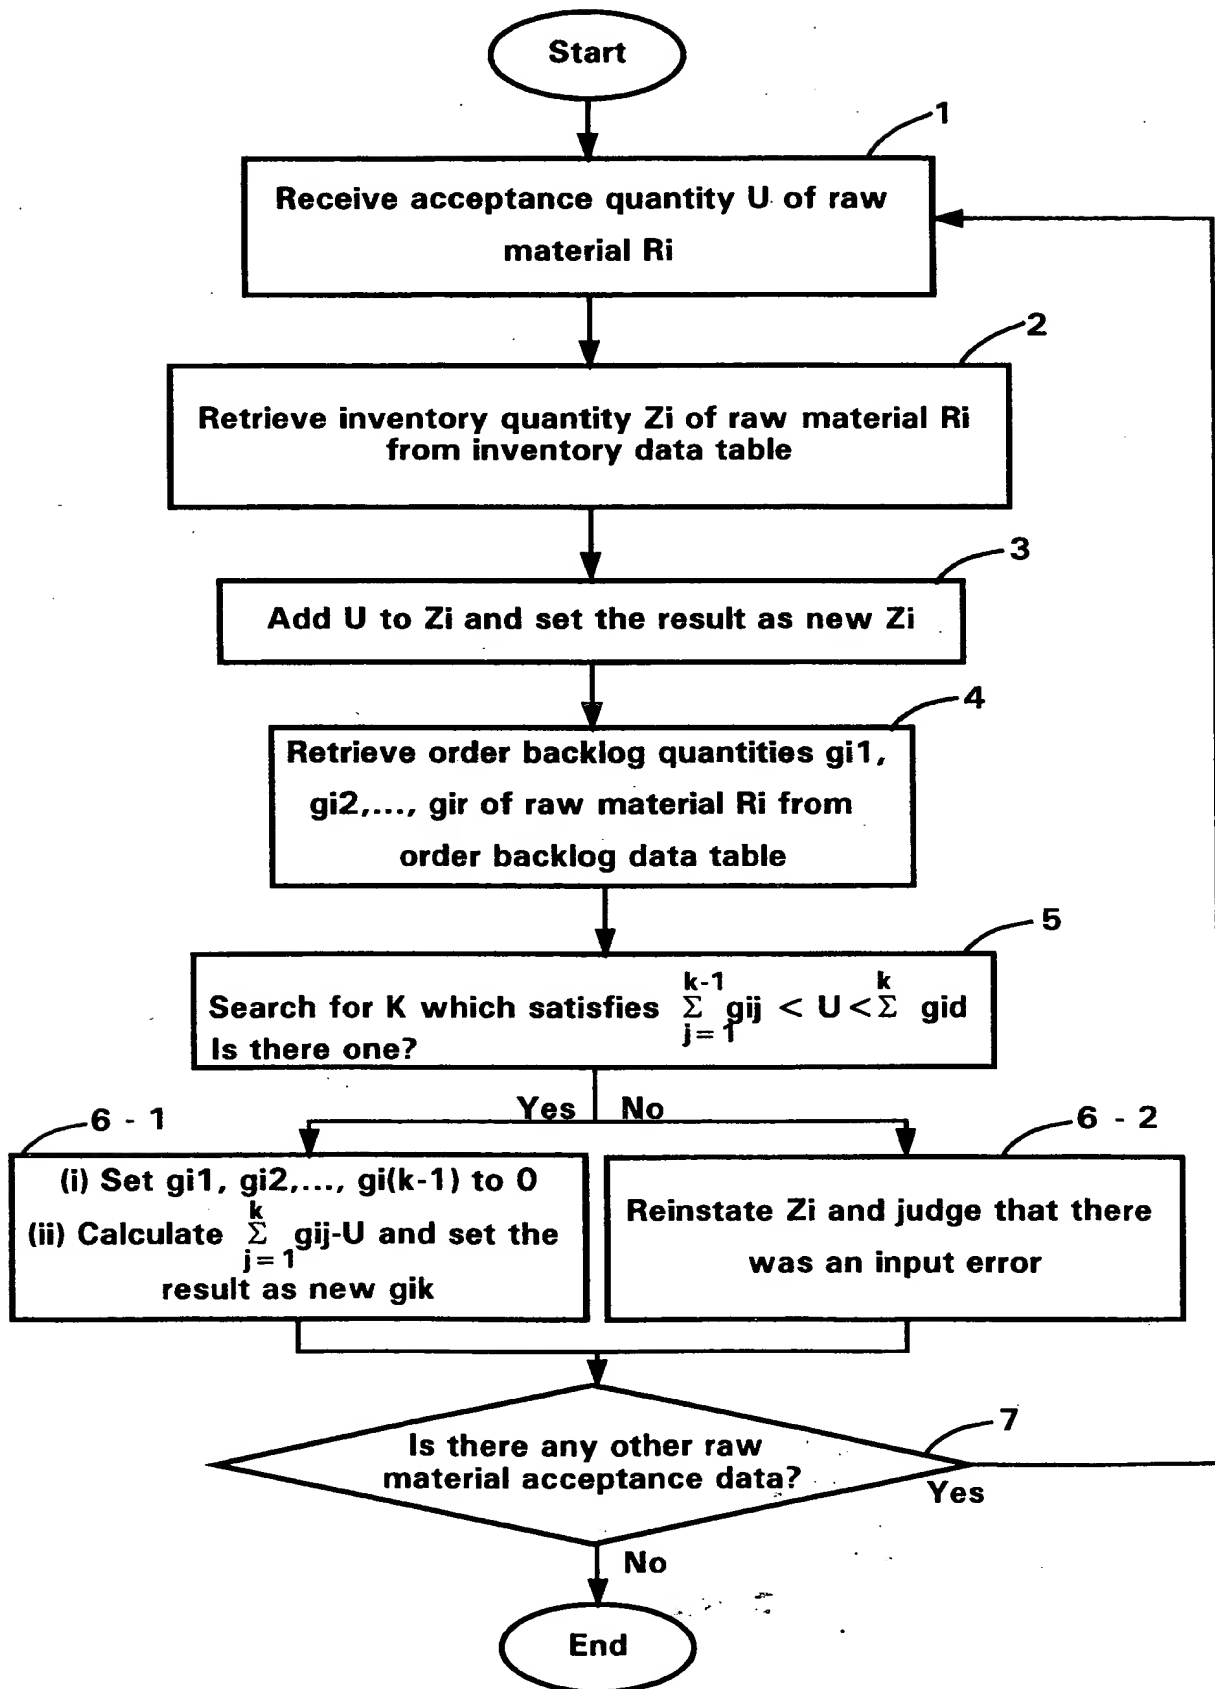 Start
1
Receive acceptance quantity U of raw
material Ri
2
Retrieve inventory quantity Zi of raw material Ri
from inventory data table
3
Add U to Zi and set the result as new Zi
4
Retrieve order backlog quantities gi1,
gi2,..., gir of raw material Ri from
order backlog data table
5
k-1 k
Search for K which satisfies Σ gij < U < Σ gid
j=1
Is there one?
Yes No
6 - 1
6 - 2
(i) Set gi1, gi2,..., gi(k-1) to 0
k
(ii) Calculate Σ gij-U and set the
j=1
result as new gik
Reinstate Zi and judge that there
was an input error
7
Is there any other raw
material acceptance data?
Yes
No
End